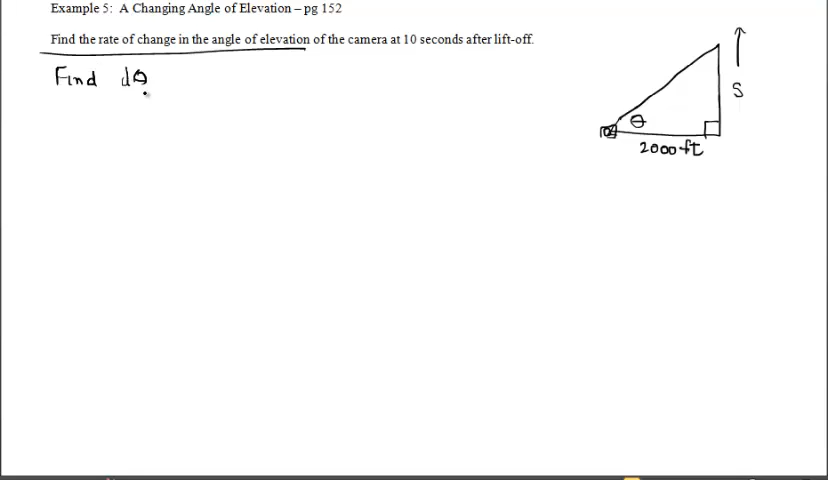 Example 5: A Changing Angle of Elevation – pg 152
Find the rate of change in the angle of elevation of the camera at 10 seconds after lift-off.
Find dθ
S
θ
2000 ft